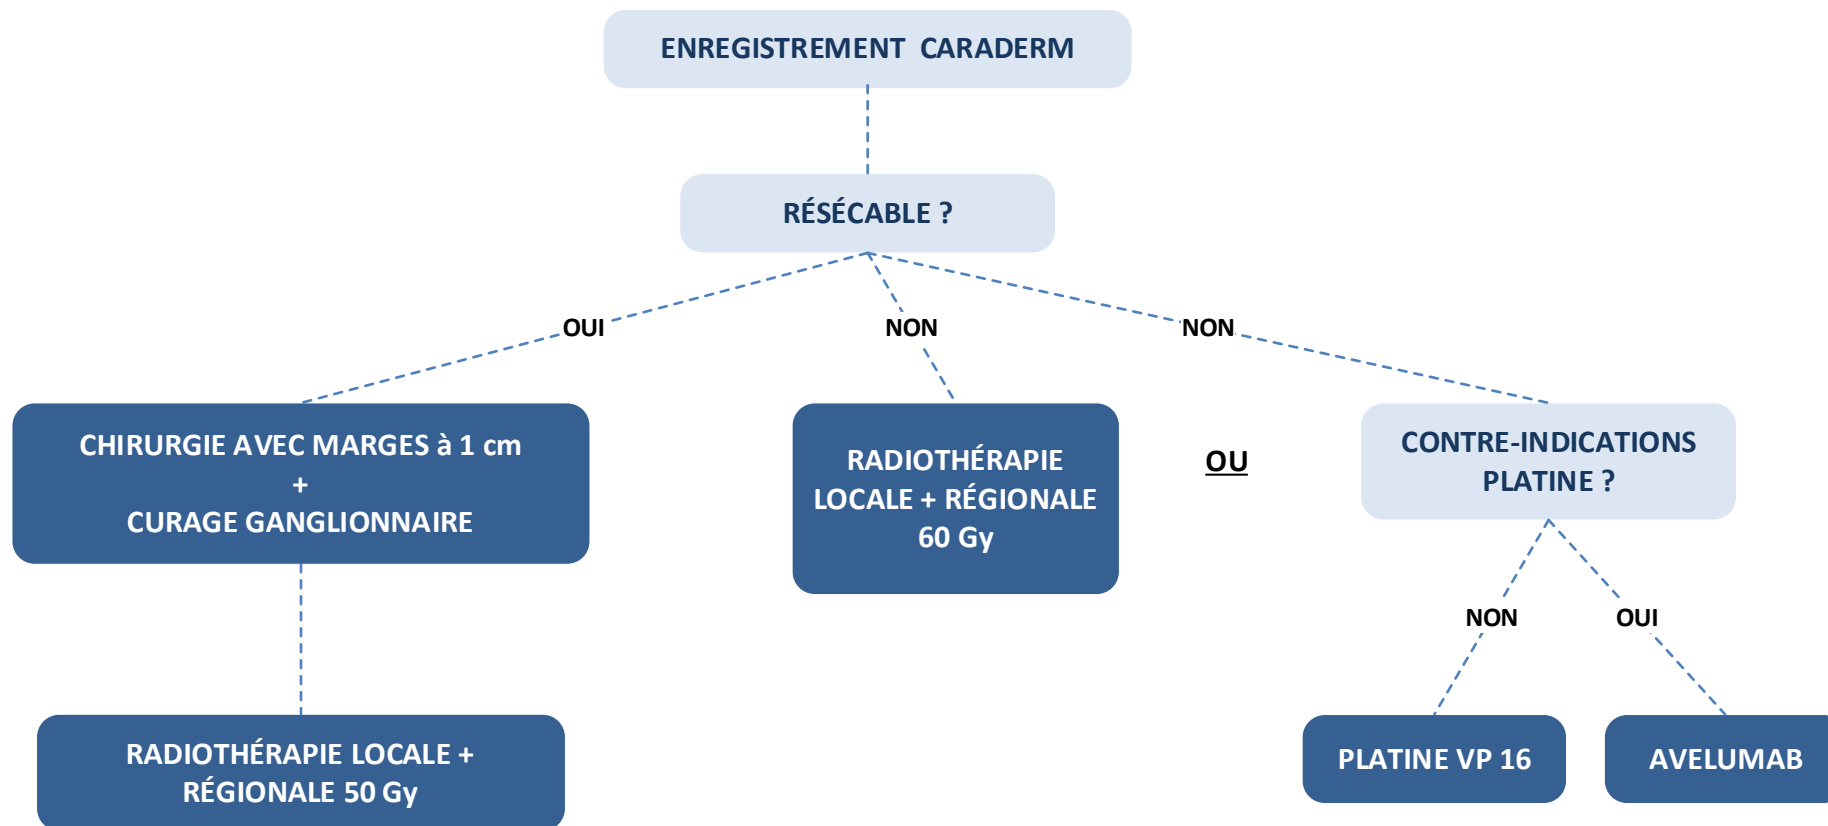 ENREGISTREMENT CARADERM
RÉSÉCABLE ?
OUI
NON
NON
CHIRURGIE AVEC MARGES à 1 cm
+
CURAGE GANGLIONNAIRE
RADIOTHÉRAPIE
LOCALE + RÉGIONALE
60 Gy
OU
CONTRE-INDICATIONS
PLATINE ?
NON
OUI
RADIOTHÉRAPIE LOCALE +
RÉGIONALE 50 Gy
PLATINE VP 16
AVELUMAB